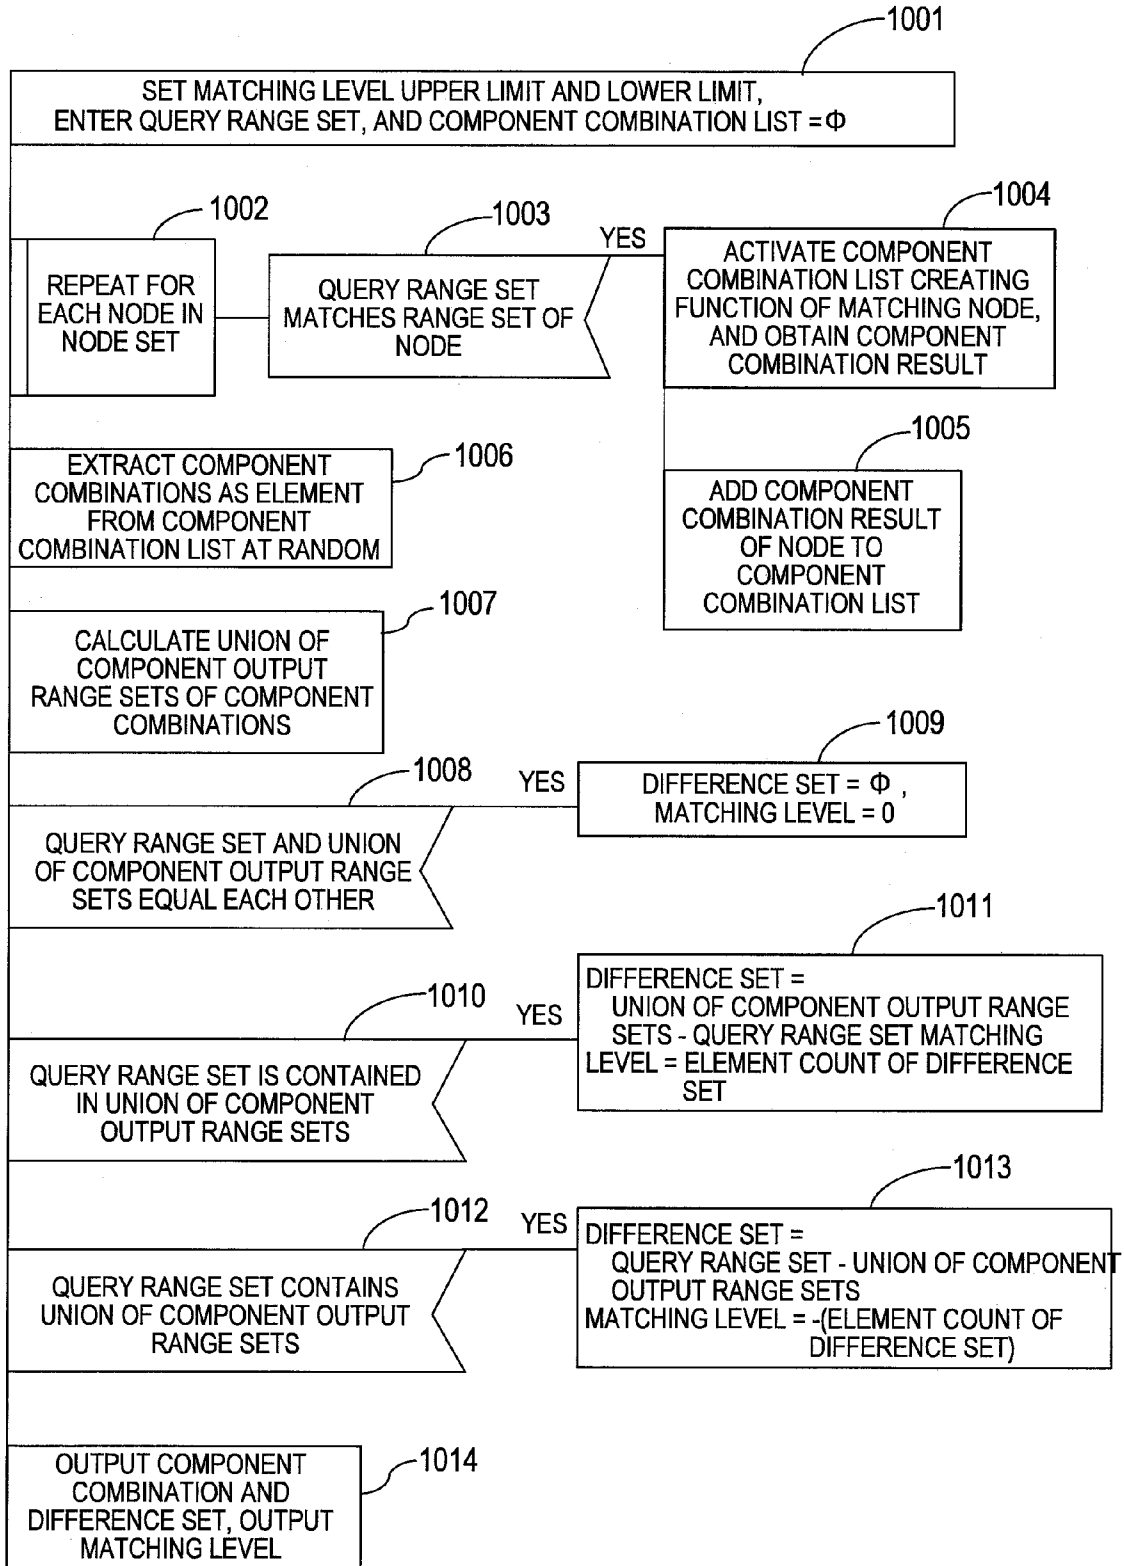 1001
SET MATCHING LEVEL UPPER LIMIT AND LOWER LIMIT,
ENTER QUERY RANGE SET, AND COMPONENT COMBINATION LIST = Φ
1002
REPEAT FOR
EACH NODE IN
NODE SET
1003
QUERY RANGE SET
MATCHES RANGE SET OF
NODE
YES
1004
ACTIVATE COMPONENT
COMBINATION LIST CREATING
FUNCTION OF MATCHING NODE,
AND OBTAIN COMPONENT
COMBINATION RESULT
1005
ADD COMPONENT
COMBINATION RESULT
OF NODE TO
COMPONENT
COMBINATION LIST
1006
EXTRACT COMPONENT
COMBINATIONS AS ELEMENT
FROM COMPONENT
COMBINATION LIST AT RANDOM
1007
CALCULATE UNION OF
COMPONENT OUTPUT
RANGE SETS OF COMPONENT
COMBINATIONS
1008
QUERY RANGE SET AND UNION
OF COMPONENT OUTPUT RANGE
SETS EQUAL EACH OTHER
YES
1009
DIFFERENCE SET = Φ ,
MATCHING LEVEL = 0
1010
QUERY RANGE SET IS CONTAINED
IN UNION OF COMPONENT
OUTPUT RANGE SETS
YES
1011
DIFFERENCE SET =
UNION OF COMPONENT OUTPUT RANGE
SETS - QUERY RANGE SET MATCHING
LEVEL = ELEMENT COUNT OF DIFFERENCE
SET
1012
QUERY RANGE SET CONTAINS
UNION OF COMPONENT OUTPUT
RANGE SETS
YES
1013
DIFFERENCE SET =
QUERY RANGE SET - UNION OF COMPONENT
OUTPUT RANGE SETS
MATCHING LEVEL = -(ELEMENT COUNT OF
DIFFERENCE SET)
1014
OUTPUT COMPONENT
COMBINATION AND
DIFFERENCE SET, OUTPUT
MATCHING LEVEL